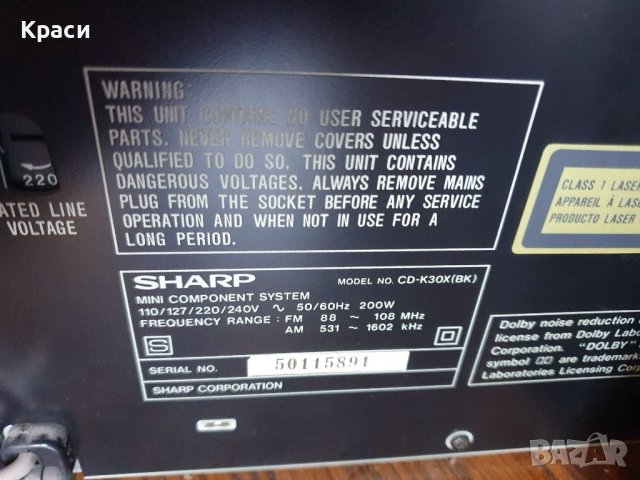 Краси
WARNING:
THIS UNIT CONTAINS NO USER SERVICEABLE
PARTS. NEVER REMOVE COVERS UNLESS
QUALIFIED TO DO SO. THIS UNIT CONTAINS
DANGEROUS VOLTAGES. ALWAYS REMOVE MAINS
PLUG FROM THE SOCKET BEFORE ANY SERVICE
OPERATION AND WHEN NOT IN USE FOR A
LONG PERIOD.
220
ATED LINE
VOLTAGE
CLASS 1 LASER
APPAREIL À LASE
PRODUCTO LASER
SHARP MODEL NO. CD-K30X(BK)
MINI COMPONENT SYSTEM
110/127/220/240V ~ 50/60Hz 200W
FREQUENCY RANGE : FM 88 ~ 108 MHz
AM 531 ~ 1602 kHz
S
SERIAL NO. 50115891
SHARP CORPORATION
Dolby noise reduction
license from Dolby Labo
Corporation. "DOLBY"
symbol are trademark
Laboratories Licensing Corp
BAZAR